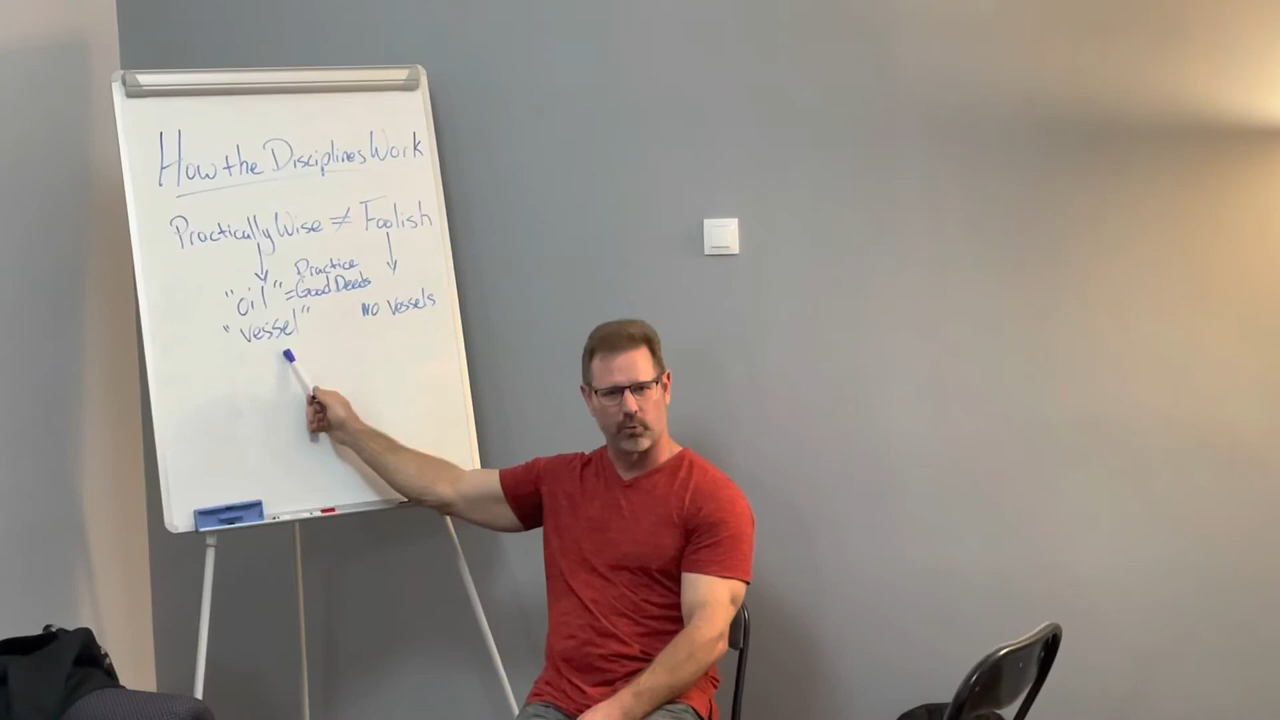 How the Disciplines Work
Practically Wise ≠ Foolish
Practice
"oil" = Good Deeds
"vessel"
NO Vessels